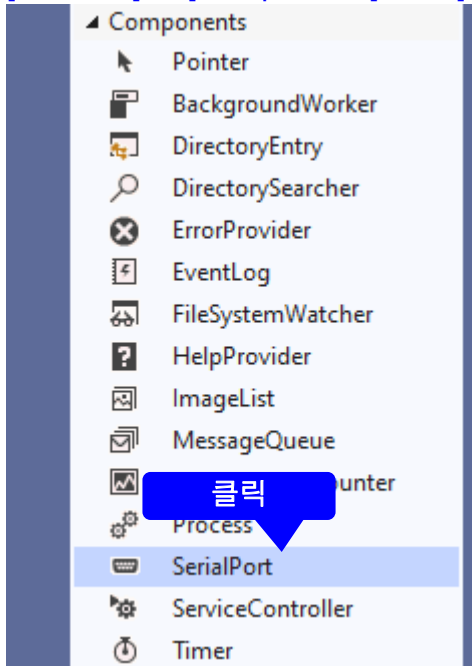 Components
Pointer
BackgroundWorker
DirectoryEntry
DirectorySearcher
ErrorProvider
EventLog
FileSystemWatcher
HelpProvider
ImageList
MessageQueue
클릭
unter
Process
SerialPort
ServiceController
Timer